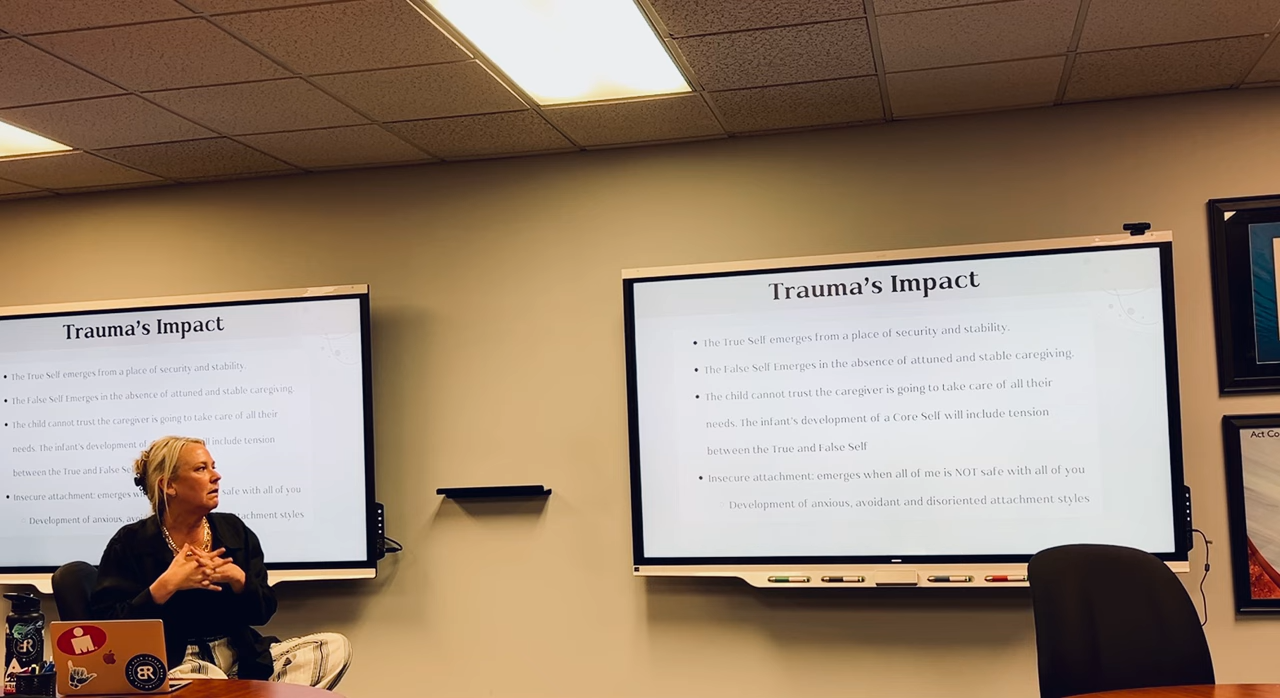 Trauma's Impact
• The True Self emerges from a place of security and stability.
• The False Self Emerges in the absence of attuned and stable caregiving.
• The child cannot trust the caregiver is going to take care of all their
needs. The infant's development of
ll include tension
between the True and False Sel
• Insecure attachment: emerges w
safe with all of you
Development of anxious, avo
tachment styles
Trauma's Impact
• The True Self emerges from a place of security and stability.
• The False Self Emerges in the absence of attuned and stable caregiving.
• The child cannot trust the caregiver is going to take care of all their
needs. The infant's development of a Core Self will include tension
between the True and False Self
• Insecure attachment: emerges when all of me is NOT safe with all of you
Development of anxious, avoidant and disoriented attachment styles
Act Co
BR